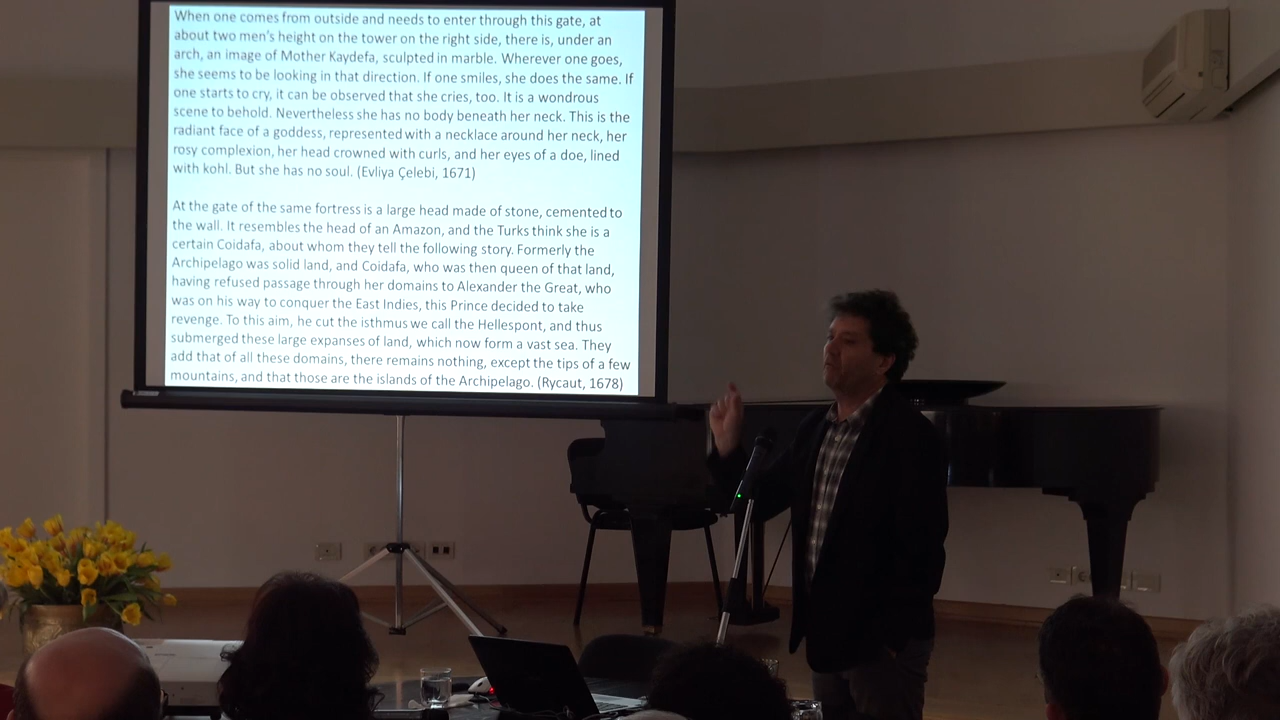 When one comes from outside and needs to enter through this gate, at
about two men's height on the tower on the right side, there is, under an
arch, an image of Mother Kaydefa, sculpted in marble. Wherever one goes,
she seems to be looking in that direction. If one smiles, she does the same. If
one starts to cry, it can be observed that she cries, too. It is a wondrous
scene to behold. Nevertheless she has no body beneath her neck. This is the
radiant face of a goddess, represented with a necklace around her neck, her
rosy complexion, her head crowned with curls, and her eyes of a doe, lined
with kohl. But she has no soul. (Evliya Çelebi, 1671)
At the gate of the same fortress is a large head made of stone, cemented to
the wall. It resembles the head of an Amazon, and the Turks think she is a
certain Coidafa, about whom they tell the following story. Formerly the
Archipelago was solid land, and Coidafa, who was then queen of that land,
having refused passage through her domains to Alexander the Great, who
was on his way to conquer the East Indies, this Prince decided to take
revenge. To this aim, he cut the isthmus we call the Hellespont, and thus
submerged these large expanses of land, which now form a vast sea. They
add that of all these domains, there remains nothing, except the tips of a few
mountains, and that those are the islands of the Archipelago. (Rycaut, 1678)